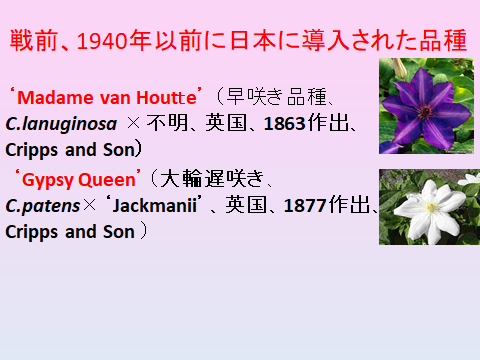 戦前、1940年以前に日本に導入された品種
‘Madame van Houtte’（早咲き品種、
C.lanuginosa ×不明、英国、1863作出、
Cripps and Son）
‘Gypsy Queen’（大輪遅咲き、
C.patens×‘Jackmanii’、英国、1877作出、
Cripps and Son ）